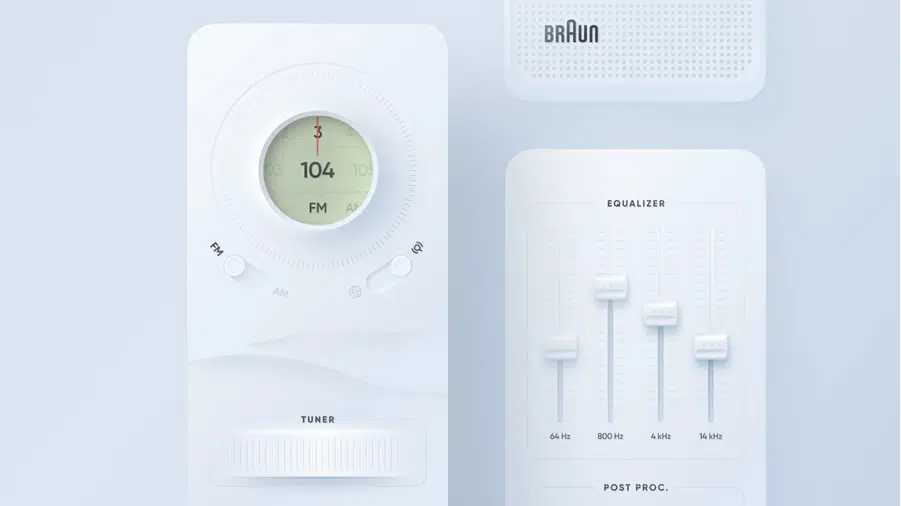 3
104
FM
FM
AM
TUNER
BRAUN
EQUALIZER
64 Hz
800 Hz
4 kHz
14 kHz
POST PROC.